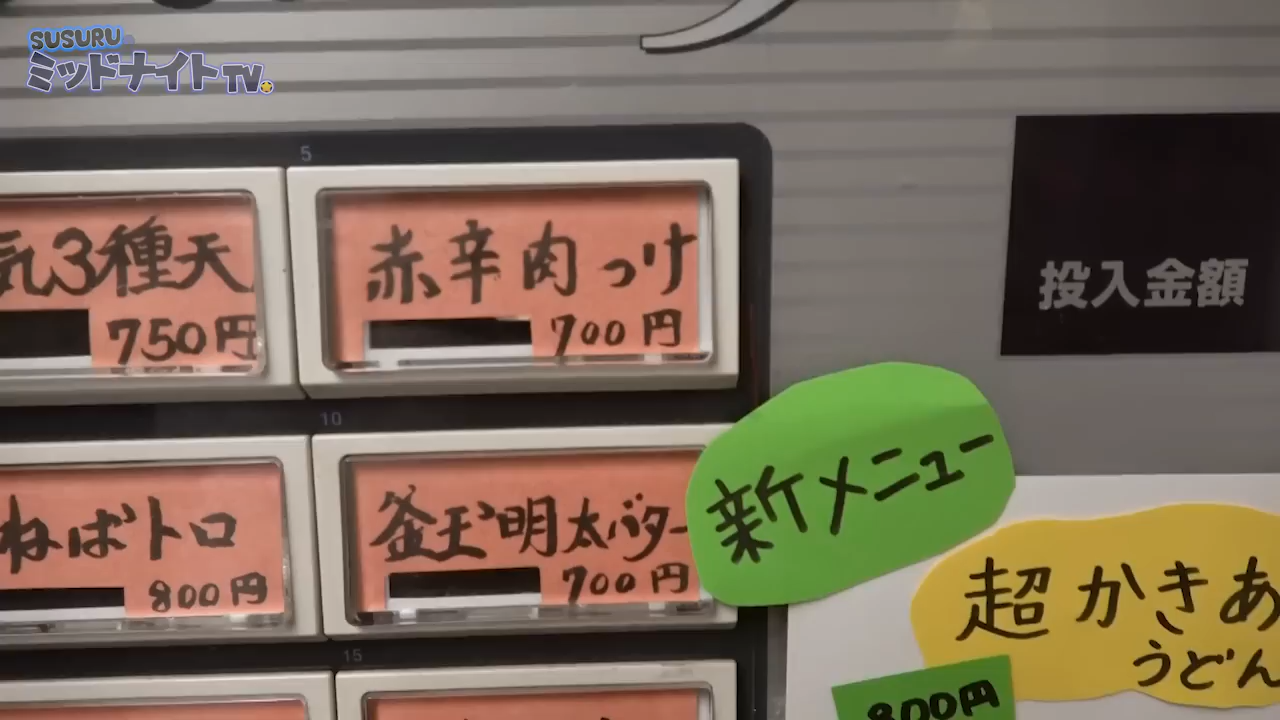 SUSURU
ミッドナイトTV
5
気3種天
750円
赤辛肉つけ
700円
投入金額
10
ねばトロ
800円
釜玉明太バター
700円
新メニュー
超かきあ
うどん
800円
15